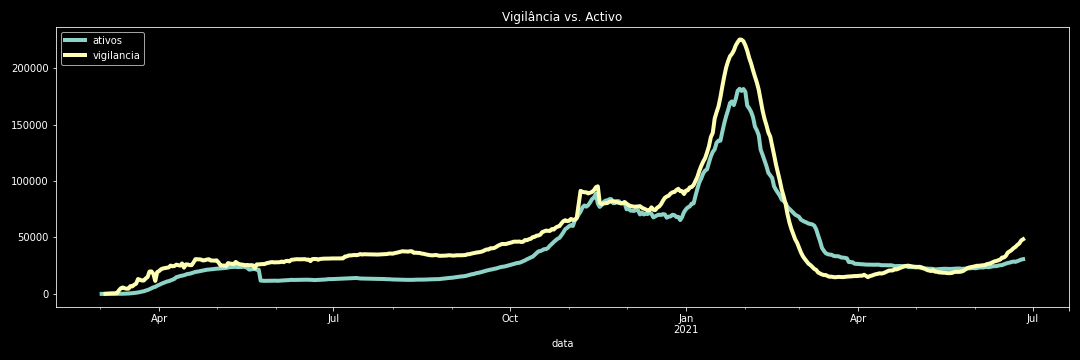 Vigilância vs. Activo
ativos
vigilancia
200000
150000
100000
50000
0
Apr
Jul
Oct
Jan
2021
Apr
Jul
data